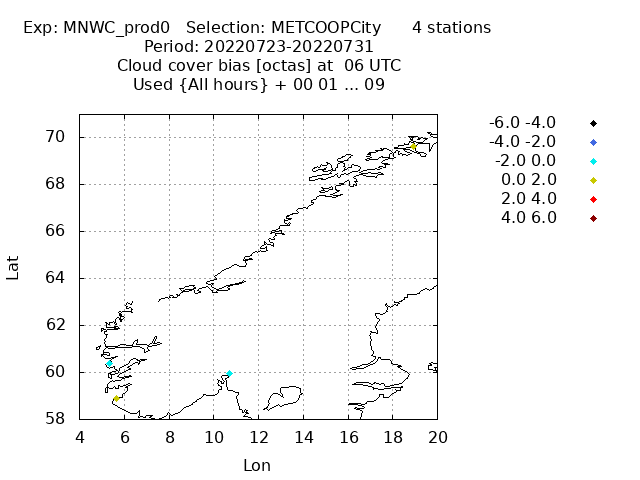 Exp: MNWC_prod0   Selection: METCOOPCity      4 stations
Period: 20220723-20220731
Cloud cover bias [octas] at  06 UTC
Used {All hours} + 00 01 ... 09
-6.0 -4.0
-4.0 -2.0
-2.0 0.0
0.0 2.0
2.0 4.0
4.0 6.0
70
68
66
64
62
60
58
Lat
4 6 8 10 12 14 16 18 20
Lon